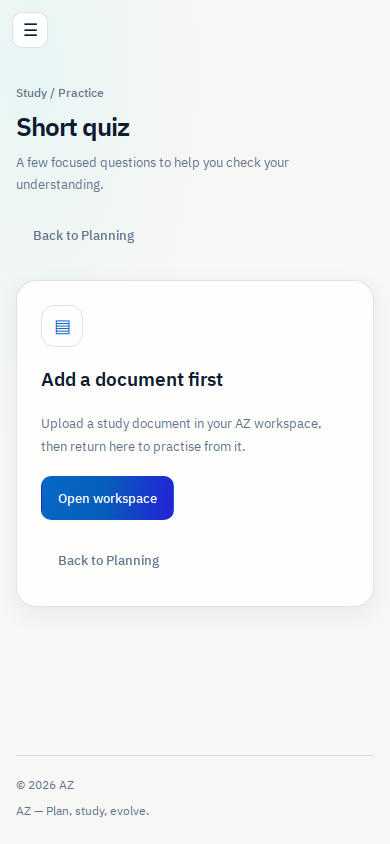 Study / Practice
Short quiz
A few focused questions to help you check your
understanding.
Back to Planning
Add a document first
Upload a study document in your AZ workspace,
then return here to practise from it.
Open workspace
Back to Planning
© 2026 AZ
AZ — Plan, study, evolve.